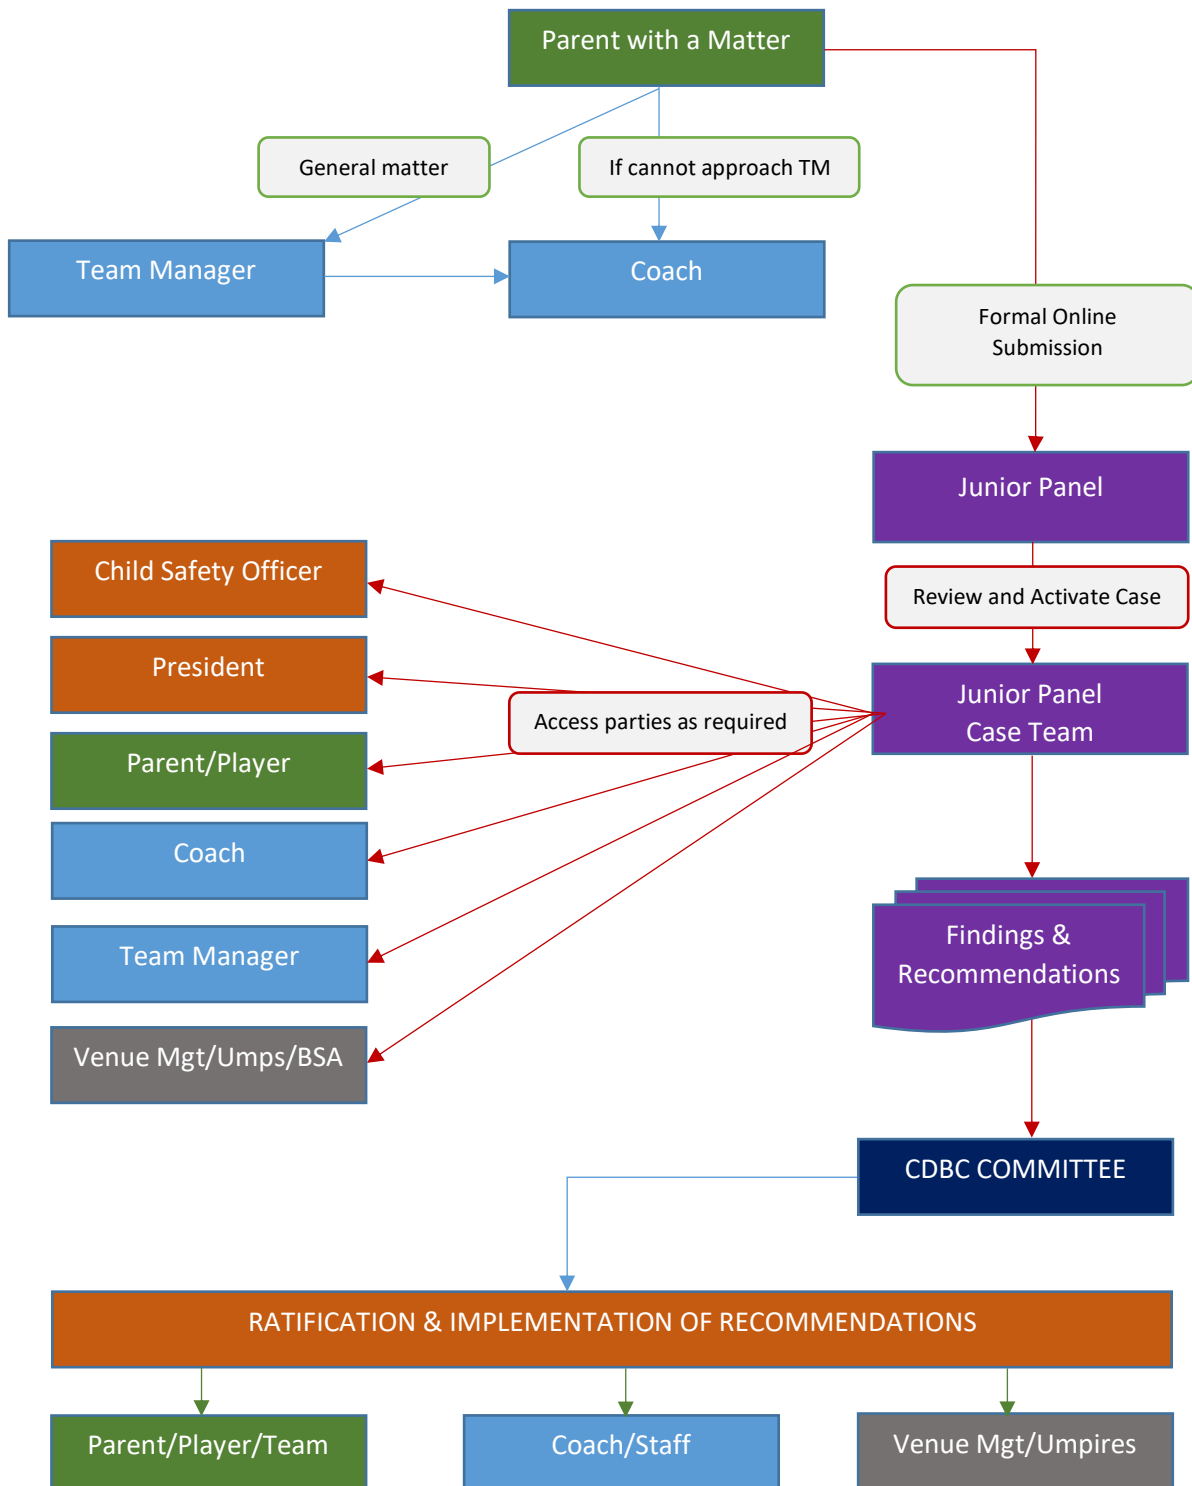 Parent with a Matter
General matter
If cannot approach TM
Team Manager
Coach
Formal Online
Submission
Junior Panel
Child Safety Officer
Review and Activate Case
President
Junior Panel
Case Team
Access parties as required
Parent/Player
Coach
Team Manager
Findings &
Recommendations
Venue Mgt/Umps/BSA
CDBC COMMITTEE
RATIFICATION & IMPLEMENTATION OF RECOMMENDATIONS
Parent/Player/Team
Coach/Staff
Venue Mgt/Umpires